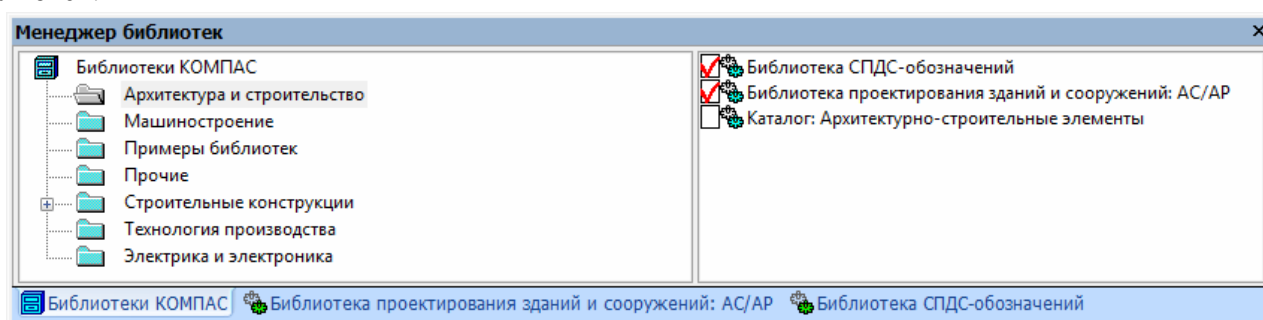 Менеджер библиотек
Библиотеки КОМПАС
Архитектура и строительство
Машиностроение
Примеры библиотек
Прочие
Строительные конструкции
Технология производства
Электрика и электроника
Библиотека СПДС-обозначений
Библиотека проектирования зданий и сооружений: АС/АР
Каталог: Архитектурно-строительные элементы
Библиотеки КОМПАС Библиотека проектирования зданий и сооружений: АС/АР Библиотека СПДС-обозначений